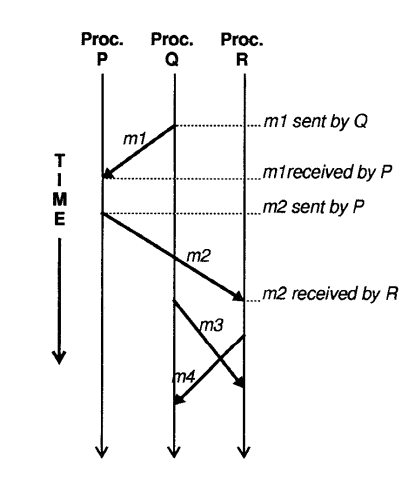 Proc. Proc. Proc.
P Q R
m1 sent by Q
m1
m1received by P
T
I
M
E
m2 sent by P
m2
m2 received by R
m3
m4